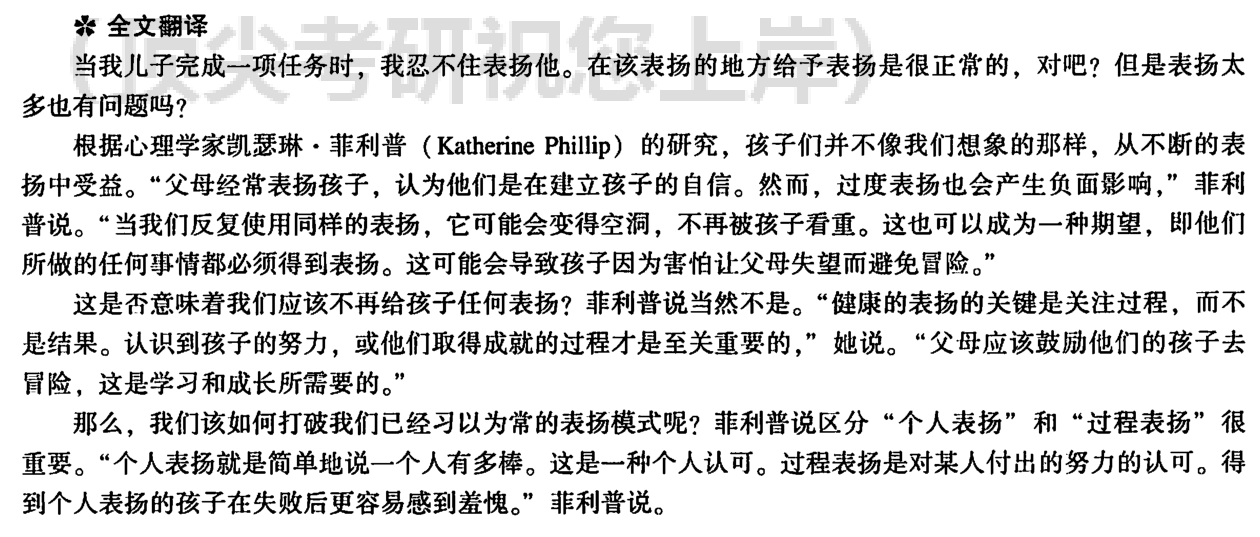 ✽ 全文翻译
(顶尖考研祝您上岸)
当我儿子完成一项任务时，我忍不住表扬他。在该表扬的地方给予表扬是很正常的，对吧？但是表扬太
多也有问题吗？
根据心理学家凯瑟琳·菲利普（Katherine Phillip）的研究，孩子们并不像我们想象的那样，从不断的表
扬中受益。“父母经常表扬孩子，认为他们是在建立孩子的自信。然而，过度表扬也会产生负面影响，”菲利
普说。“当我们反复使用同样的表扬，它可能会变得空洞，不再被孩子看重。这也可以成为一种期望，即他们
所做的任何事情都必须得到表扬。这可能会导致孩子因为害怕让父母失望而避免冒险。”
这是否意味着我们应该不再给孩子任何表扬？菲利普说当然不是。“健康的表扬的关键是关注过程，而不
是结果。认识到孩子的努力，或他们取得成就的过程才是至关重要的，”她说。“父母应该鼓励他们的孩子去
冒险，这是学习和成长所需要的。”
那么，我们该如何打破我们已经习以为常的表扬模式呢？菲利普说区分“个人表扬”和“过程表扬”很
重要。“个人表扬就是简单地说一个人有多棒。这是一种个人认可。过程表扬是对某人付出的努力的认可。得
到个人表扬的孩子在失败后更容易感到羞愧。”菲利普说。